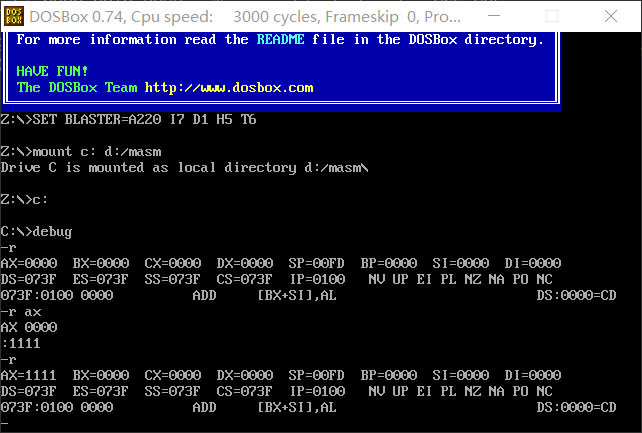 DOSBox 0.74, Cpu speed:    3000 cycles, Frameskip  0, Pro...
For more information read the README file in the DOSBox directory.
HAVE FUN!
The DOSBox Team http://www.dosbox.com
Z:\>SET BLASTER=A220 I7 D1 H5 T6
Z:\>mount c: d:/masm
Drive C is mounted as local directory d:/masm\
Z:\>c:
C:\>debug
-r
AX=0000  BX=0000  CX=0000  DX=0000  SP=00FD  BP=0000  SI=0000  DI=0000
DS=073F  ES=073F  SS=073F  CS=073F  IP=0100   NV UP EI PL NZ NA PO NC
073F:0100 0000          ADD     [BX+SI],AL                         DS:0000=CD
-r ax
AX 0000
:1111
-r
AX=1111  BX=0000  CX=0000  DX=0000  SP=00FD  BP=0000  SI=0000  DI=0000
DS=073F  ES=073F  SS=073F  CS=073F  IP=0100   NV UP EI PL NZ NA PO NC
073F:0100 0000          ADD     [BX+SI],AL                         DS:0000=CD
-